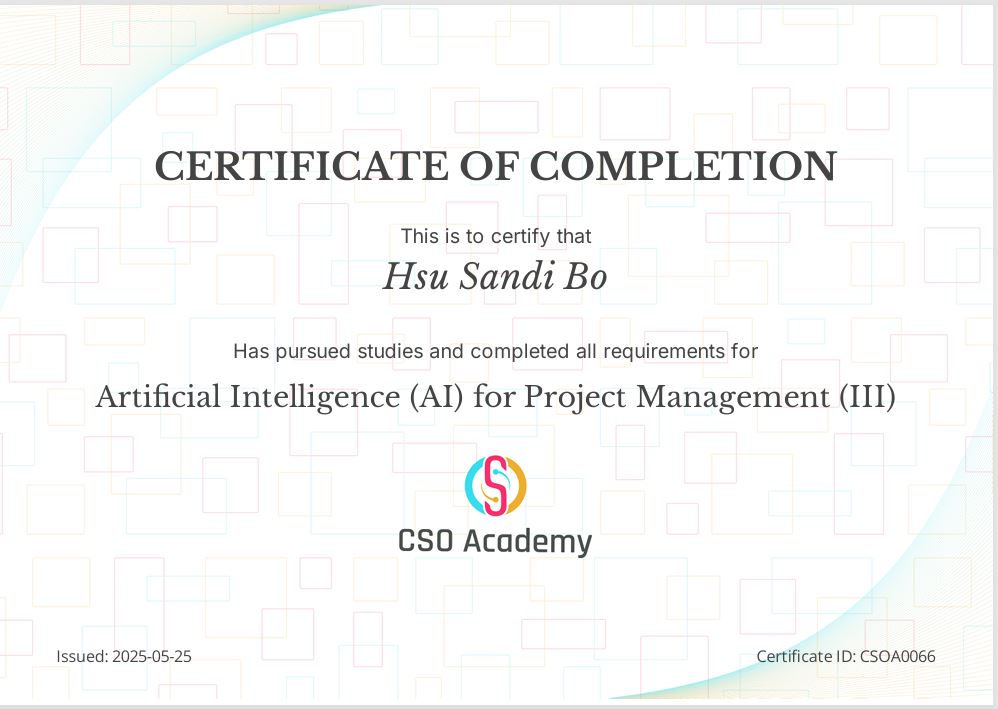 CERTIFICATE OF COMPLETION
This is to certify that
Hsu Sandi Bo
Has pursued studies and completed all requirements for
Artificial Intelligence (AI) for Project Management (III)
CSO Academy
Issued: 2025-05-25
Certificate ID: CSOA0066